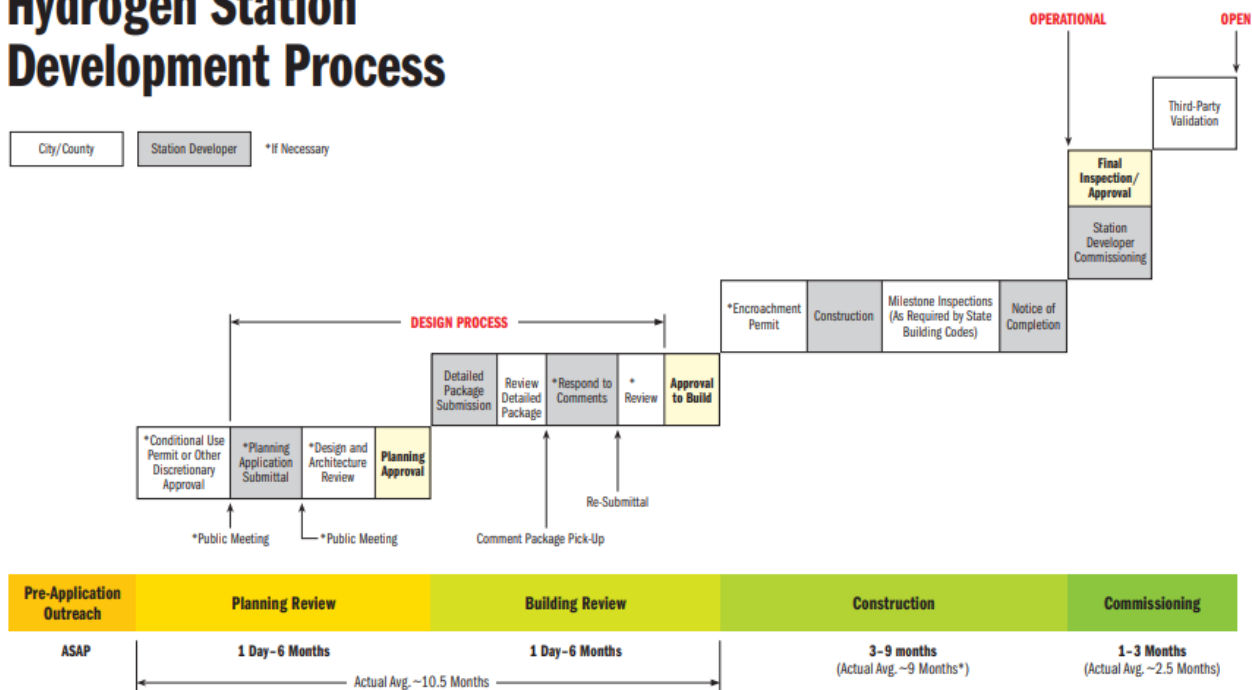 Hydrogen Station
Development Process
City/County
Station Developer
*If Necessary
OPERATIONAL
OPEN
Third-Party
Validation
Final
Inspection/
Approval
Station
Developer
Commissioning
*Encroachment
Permit
Construction
Milestone Inspections
(As Required by State
Building Codes)
Notice of
Completion
DESIGN PROCESS
Detailed
Package
Submission
Review
Detailed
Package
*Respond to
Comments
*
Review
Approval
to Build
*Conditional Use
Permit or Other
Discretionary
Approval
*Planning
Application
Submittal
*Design and
Architecture
Review
Planning
Approval
Re-Submittal
*Public Meeting
*Public Meeting
Comment Package Pick-Up
Pre-Application
Outreach
Planning Review
Building Review
Construction
Commissioning
ASAP
1 Day–6 Months
1 Day–6 Months
3–9 months
(Actual Avg. ~9 Months*)
1–3 Months
(Actual Avg. ~2.5 Months)
Actual Avg. ~10.5 Months